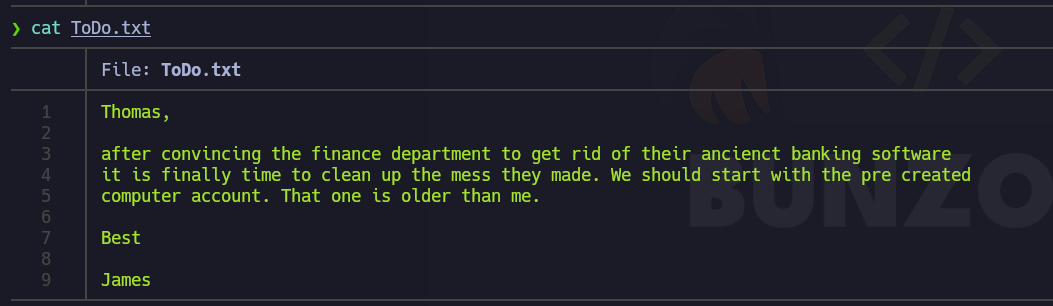 ❯ cat ToDo.txt
File: ToDo.txt
1 Thomas,
2
3 after convincing the finance department to get rid of their ancienct banking software
4 it is finally time to clean up the mess they made. We should start with the pre created
5 computer account. That one is older than me.
6
7 Best
8
9 James
</>
BUNZO